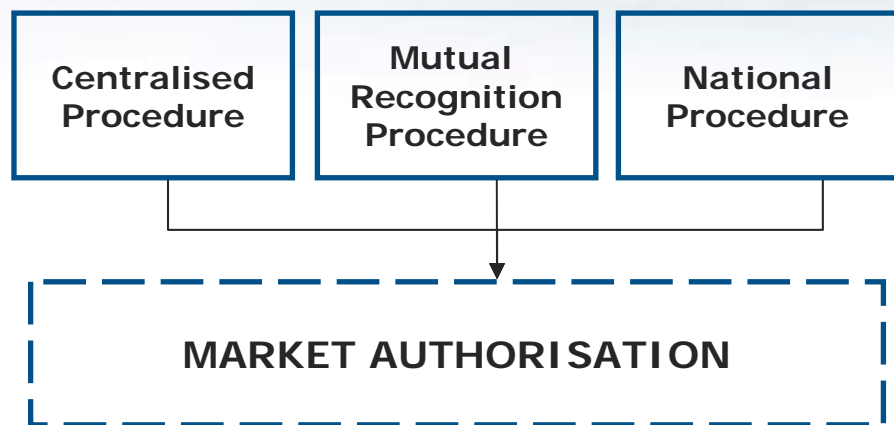 Centralised
Procedure
Mutual
Recognition
Procedure
National
Procedure
MARKET AUTHORISATION